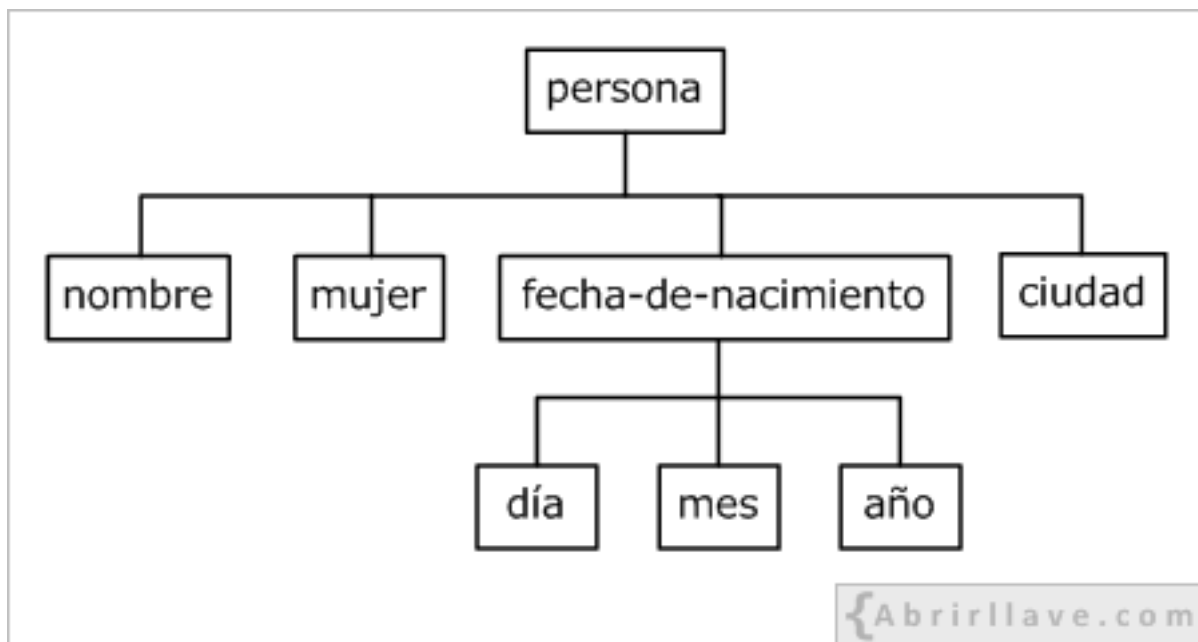 persona
nombre mujer fecha-de-nacimiento ciudad
día mes año
{Abrirllave.com